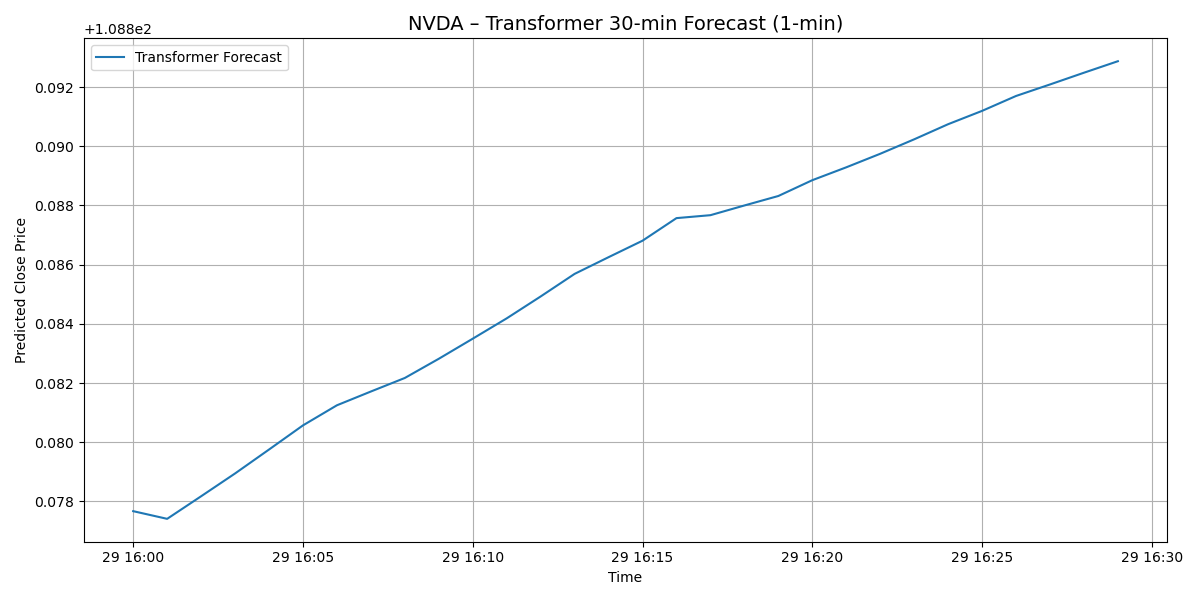 NVDA – Transformer 30-min Forecast (1-min)
+1.088e2
Transformer Forecast
Predicted Close Price
0.092
0.090
0.088
0.086
0.084
0.082
0.080
0.078
29 16:00 29 16:05 29 16:10 29 16:15 29 16:20 29 16:25 29 16:30
Time